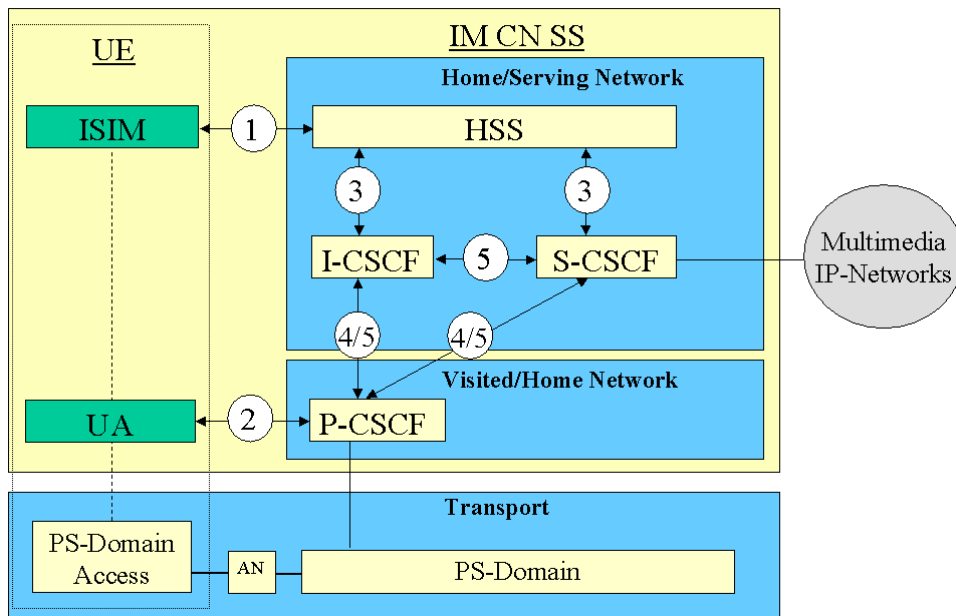 UE
IM CN SS
Home/Serving Network
ISIM
1
HSS
3
3
I-CSCF
5
S-CSCF
Multimedia
IP-Networks
4/5
4/5
Visited/Home Network
UA
2
P-CSCF
Transport
PS-Domain
Access
AN
PS-Domain